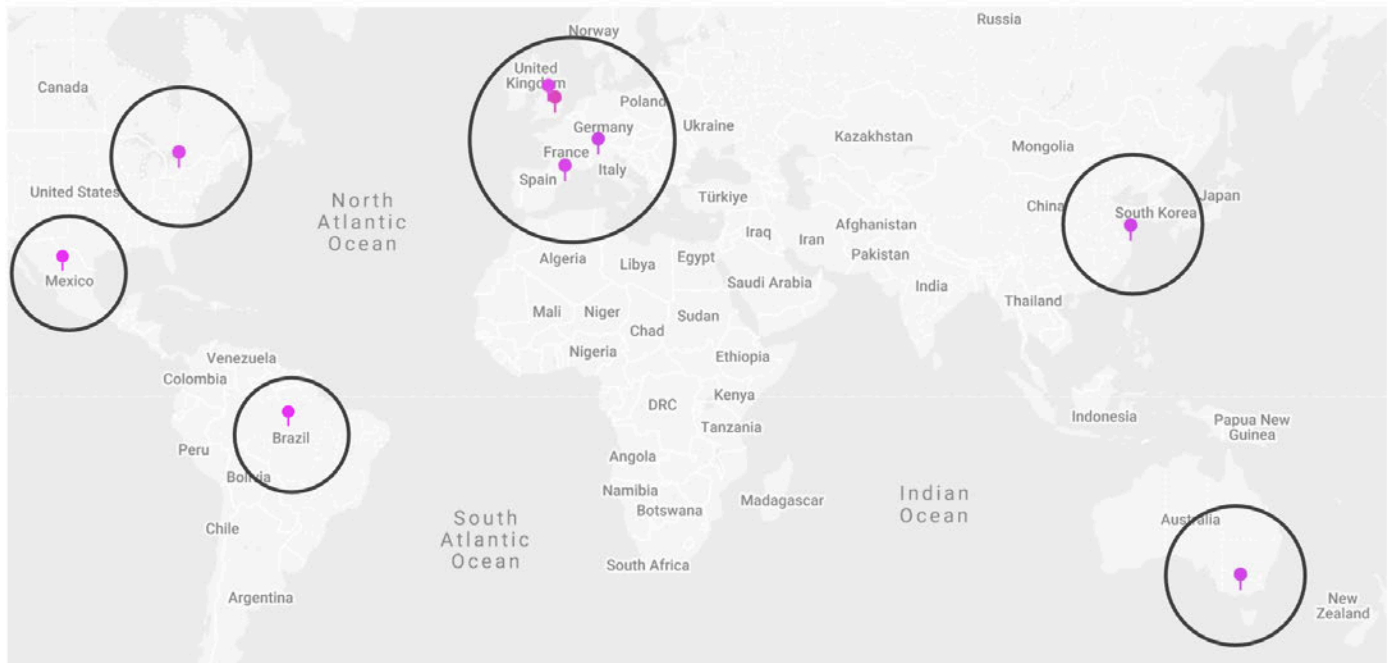 Russia
Norway
United
Kingdom
Canada
Poland
Ukraine
Germany
Kazakhstan
Mongolia
France
Italy
Spain
United States
North
Atlantic
Ocean
Türkiye
China
Japan
South Korea
Afghanistan
Iraq
Iran
Pakistan
Algeria
Libya
Egypt
Mexico
Saudi Arabia
India
Thailand
Mali
Niger
Sudan
Chad
Nigeria
Ethiopia
Venezuela
Colombia
Kenya
DRC
Indonesia
Papua New
Guinea
Tanzania
Brazil
Peru
Angola
Bolivia
Namibia
Botswana
Madagascar
Indian
Ocean
Chile
South
Atlantic
Ocean
Australia
South Africa
Argentina
New
Zealand